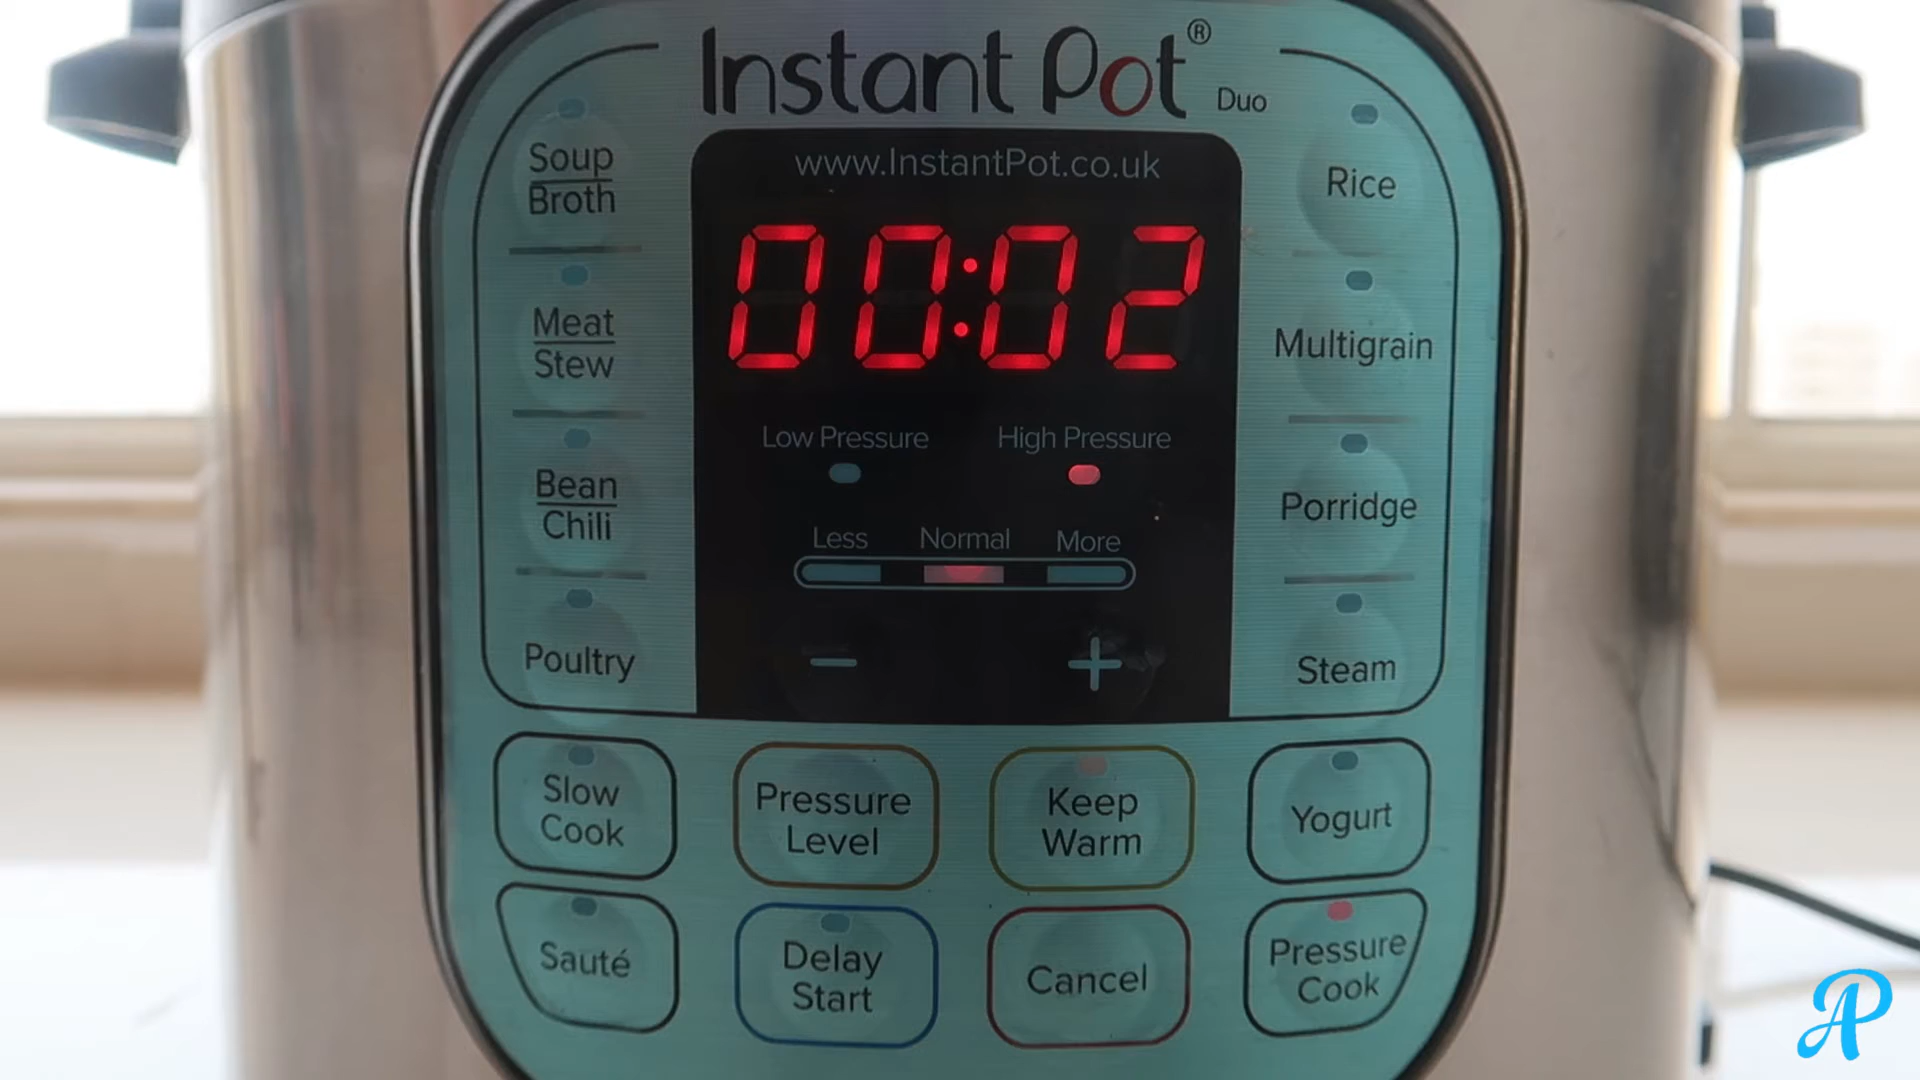 Instant Pot® Duo
www.InstantPot.co.uk
00:02
Low Pressure High Pressure
Less Normal More
− +
Soup
Broth
Meat
Stew
Bean
Chili
Poultry
Rice
Multigrain
Porridge
Steam
Slow
Cook
Pressure
Level
Keep
Warm
Yogurt
Sauté
Delay
Start
Cancel
Pressure
Cook
AP